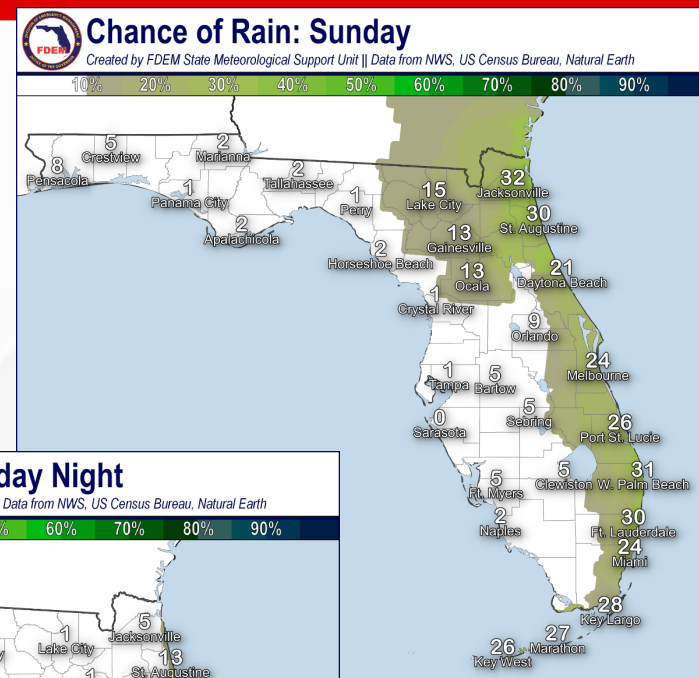 FDEM
Chance of Rain: Sunday
Created by FDEM State Meteorological Support Unit || Data from NWS, US Census Bureau, Natural Earth
10% 20% 30% 40% 50% 60% 70% 80% 90%
5
Crestview
2
Marianna
8
Pensacola
2
Tallahassee
1
Panama City
1
Perry
2
Apalachicola
15
Lake City
32
Jacksonville
30
St. Augustine
13
Gainesville
2
Horseshoe Beach
13
Ocala
21
Daytona Beach
1
Crystal River
9
Orlando
24
Melbourne
1
Tampa
5
Bartow
0
Sarasota
5
Sebring
26
Port St. Lucie
5
Ft. Myers
5
Clewiston
31
W. Palm Beach
2
Naples
30
Ft. Lauderdale
24
Miami
28
Key Largo
27
Marathon
26
Key West
day Night
Data from NWS, US Census Bureau, Natural Earth
% 60% 70% 80% 90%
1
Lake City
5
Jacksonville
13
St. Augustine
1